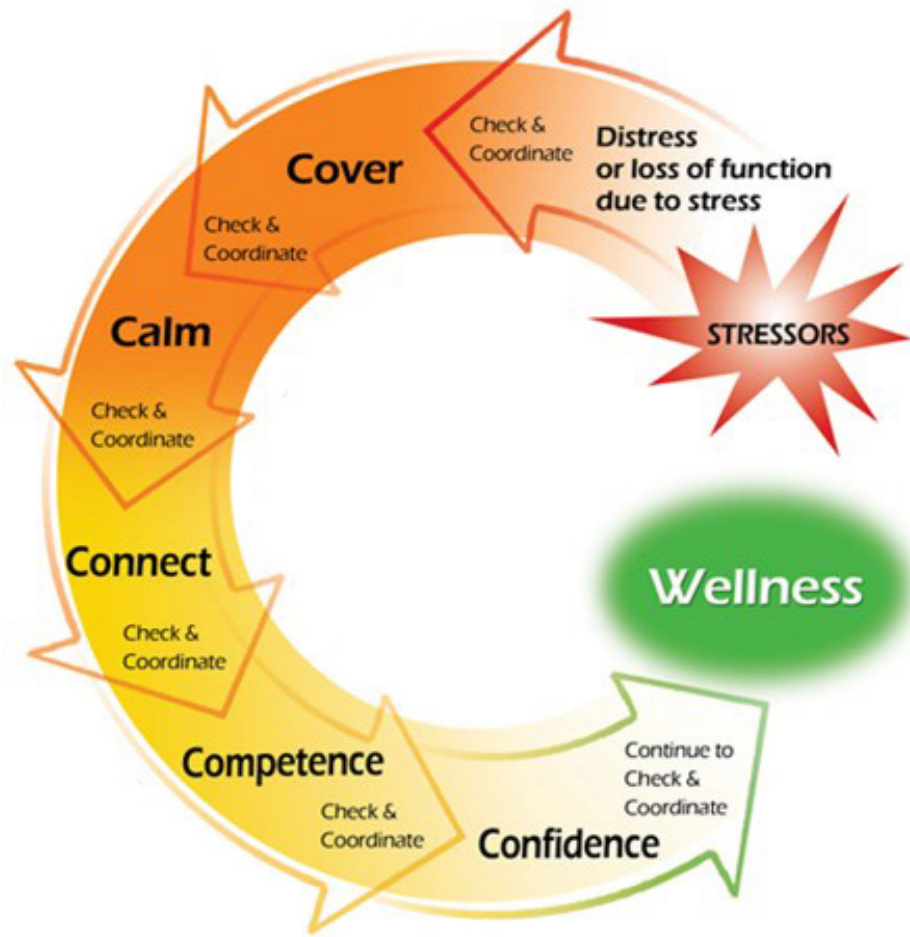 STRESSORS
Distress
or loss of function
due to stress
Check &
Coordinate
Cover
Check &
Coordinate
Calm
Check &
Coordinate
Connect
Check &
Coordinate
Competence
Check &
Coordinate
Confidence
Continue to
Check &
Coordinate
Wellness